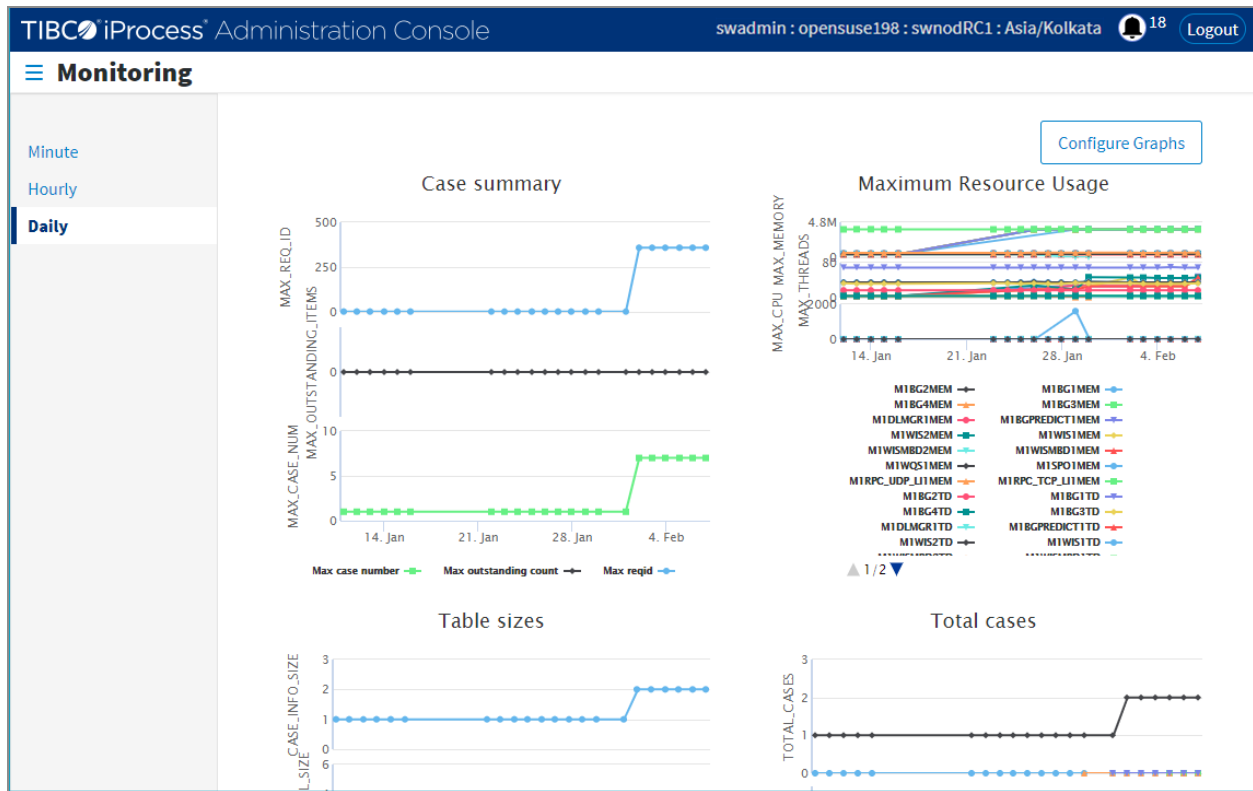 TIBCO iProcess® Administration Console
swadmin : opensuse198 : swnodRC1 : Asia/Kolkata
18
Logout
Monitoring
Minute
Hourly
Daily
Configure Graphs
Case summary
MAX_REQ_ID
500
250
0
MAX_OUTSTANDING_ITEMS
0
MAX_CASE_NUM
10
5
0
14. Jan 21. Jan 28. Jan 4. Feb
Max case number Max outstanding count Max reqid
Maximum Resource Usage
MAX_MEMORY
4.8M
0
MAX_THREADS
80
0
MAX_CPU
2000
0
14. Jan 21. Jan 28. Jan 4. Feb
M1BG2MEM M1BG1MEM
M1BG4MEM M1BG3MEM
M1DLMGR1MEM M1BGPREDICT1MEM
M1WIS2MEM M1WIS1MEM
M1WISMBD2MEM M1WISMBD1MEM
M1WQS1MEM M1SPO1MEM
M1RPC_UDP_LI1MEM M1RPC_TCP_LI1MEM
M1BG2TD M1BG1TD
M1BG4TD M1BG3TD
M1DLMGR1TD M1BGPREDICT1TD
M1WIS2TD M1WIS1TD
1/2
Table sizes
CASE_INFO_SIZE
3
2
1
0
L_SIZE
6
Total cases
TOTAL_CASES
3
2
1
0